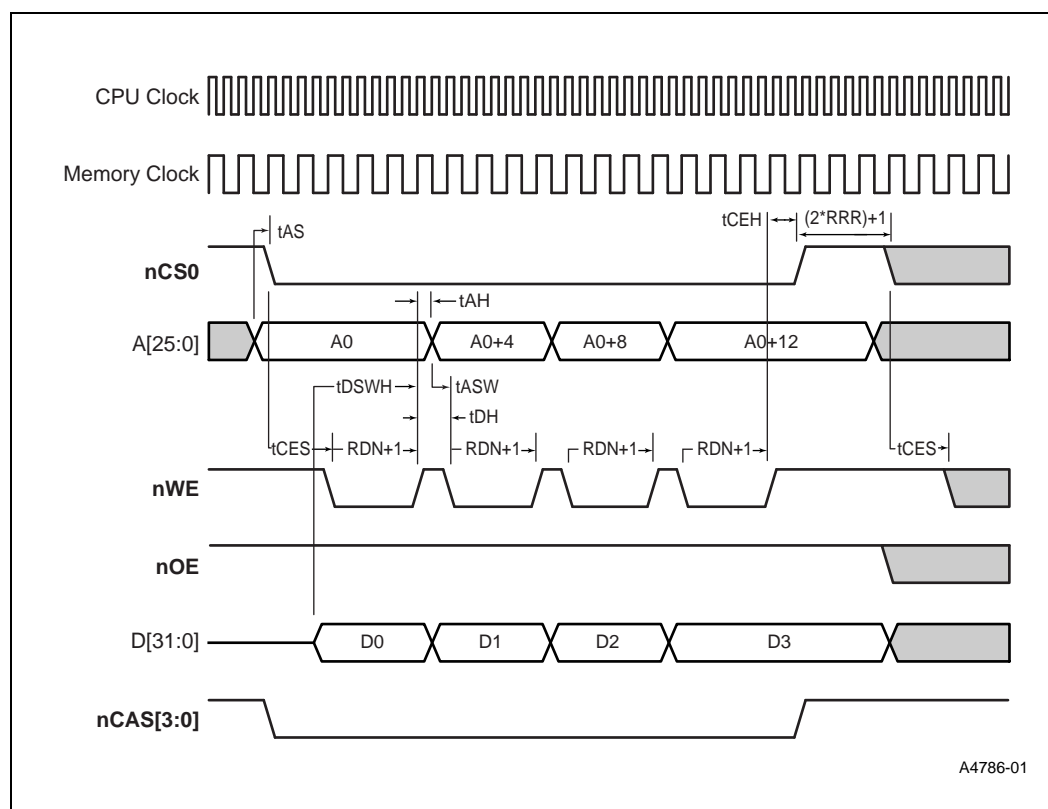 CPU Clock
Memory Clock
tCEH
(2*RRR)+1
tAS
nCS0
tAH
A[25:0]
A0
A0+4
A0+8
A0+12
tDSWH
tASW
tDH
tCES
RDN+1
RDN+1
RDN+1
RDN+1
tCES
nWE
nOE
D[31:0]
D0
D1
D2
D3
nCAS[3:0]
A4786-01